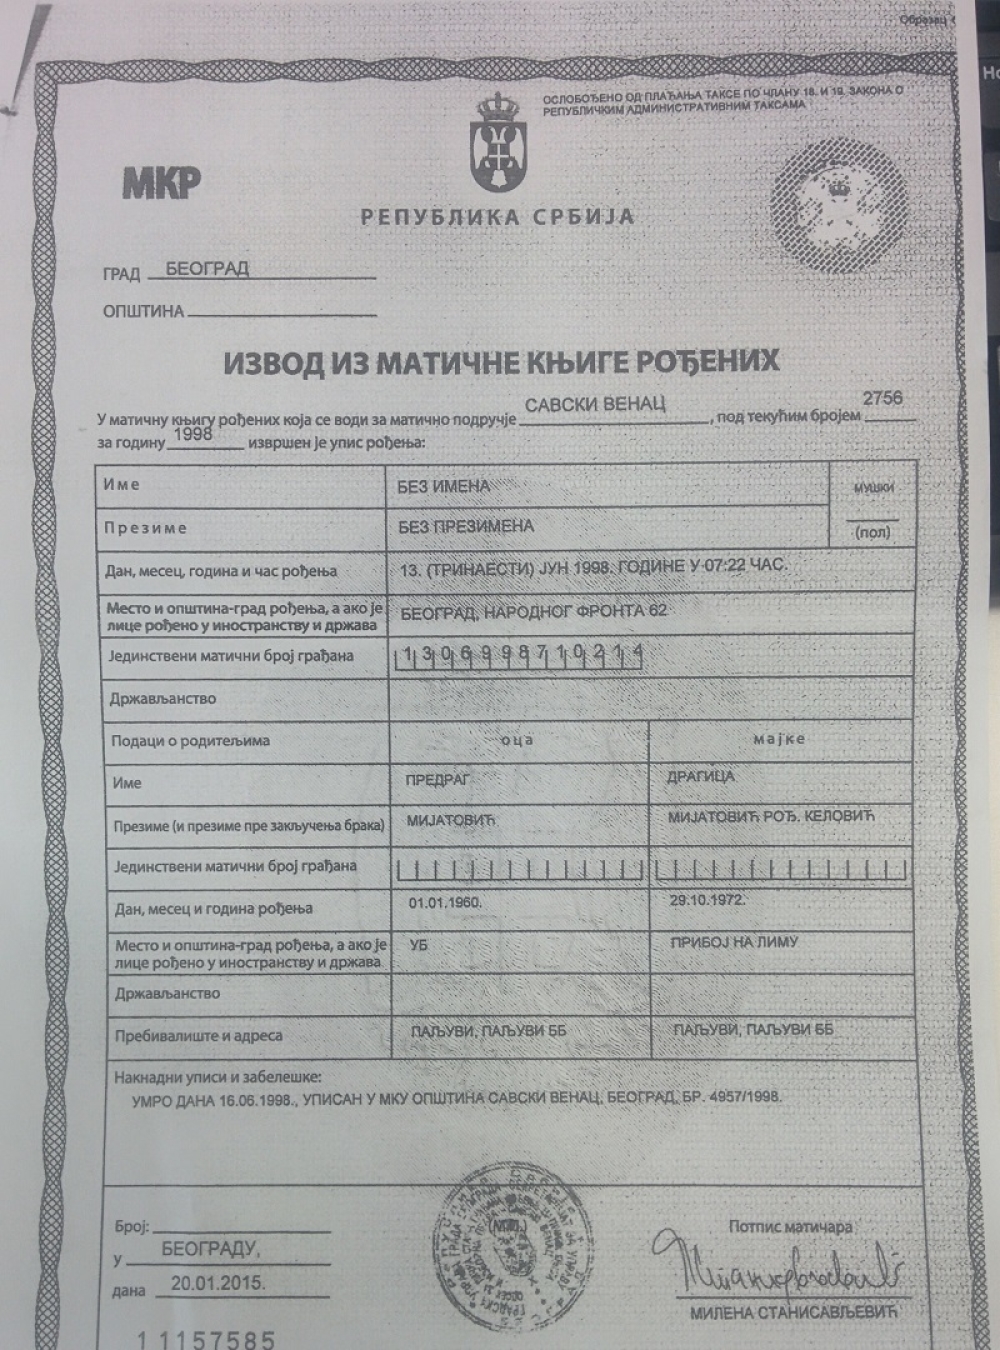 Образац
ОСЛОБОЂЕНО ОД ПЛАЋАЊА ТАКСЕ ПО ЧЛАНУ 18. И 19. ЗАКОНА О
РЕПУБЛИЧКИМ АДМИНИСТРАТИВНИМ ТАКСАМА
МКР
РЕПУБЛИКА СРБИЈА
ГРАД БЕОГРАД
ОПШТИНА
ИЗВОД ИЗ МАТИЧНЕ КЊИГЕ РОЂЕНИХ
У матичну књигу рођених која се води за матично подручје САВСКИ ВЕНАЦ, под текућим бројем 2756
за годину 1998 извршен је упис рођења:
Име БЕЗ ИМЕНА МУШКИ
Презиме БЕЗ ПРЕЗИМЕНА (пол)
Дан, месец, година и час рођења 13. (ТРИНАЕСТИ) ЈУН 1998. ГОДИНЕ У 07:22 ЧАС.
Место и општина-град рођења, а ако је
лице рођено у иностранству и држава БЕОГРАД, НАРОДНОГ ФРОНТА 62
Јединствени матични број грађана 1306998710214
Држављанство
Подаци о родитељима оца мајке
Име ПРЕДРАГ ДРАГИЦА
Презиме (и презиме пре закључења брака) МИЈАТОВИЋ МИЈАТОВИЋ РОЂ. КЕЛОВИЋ
Јединствени матични број грађана
Дан, месец и година рођења 01.01.1960. 29.10.1972.
Место и општина-град рођења, а ако је
лице рођено у иностранству и држава УБ ПРИБОЈ НА ЛИМУ
Држављанство
Пребивалиште и адреса ПАЉУВИ, ПАЉУВИ ББ ПАЉУВИ, ПАЉУВИ ББ
Накнадни уписи и забелешке:
УМРО ДАНА 16.06.1998., УПИСАН У МКУ ОПШТИНА САВСКИ ВЕНАЦ, БЕОГРАД, БР. 4957/1998.
Број:
у БЕОГРАДУ,
дана 20.01.2015.
(М.П.)
Потпис матичара
МИЛЕНА СТАНИСАВЉЕВИЋ
1 1157585